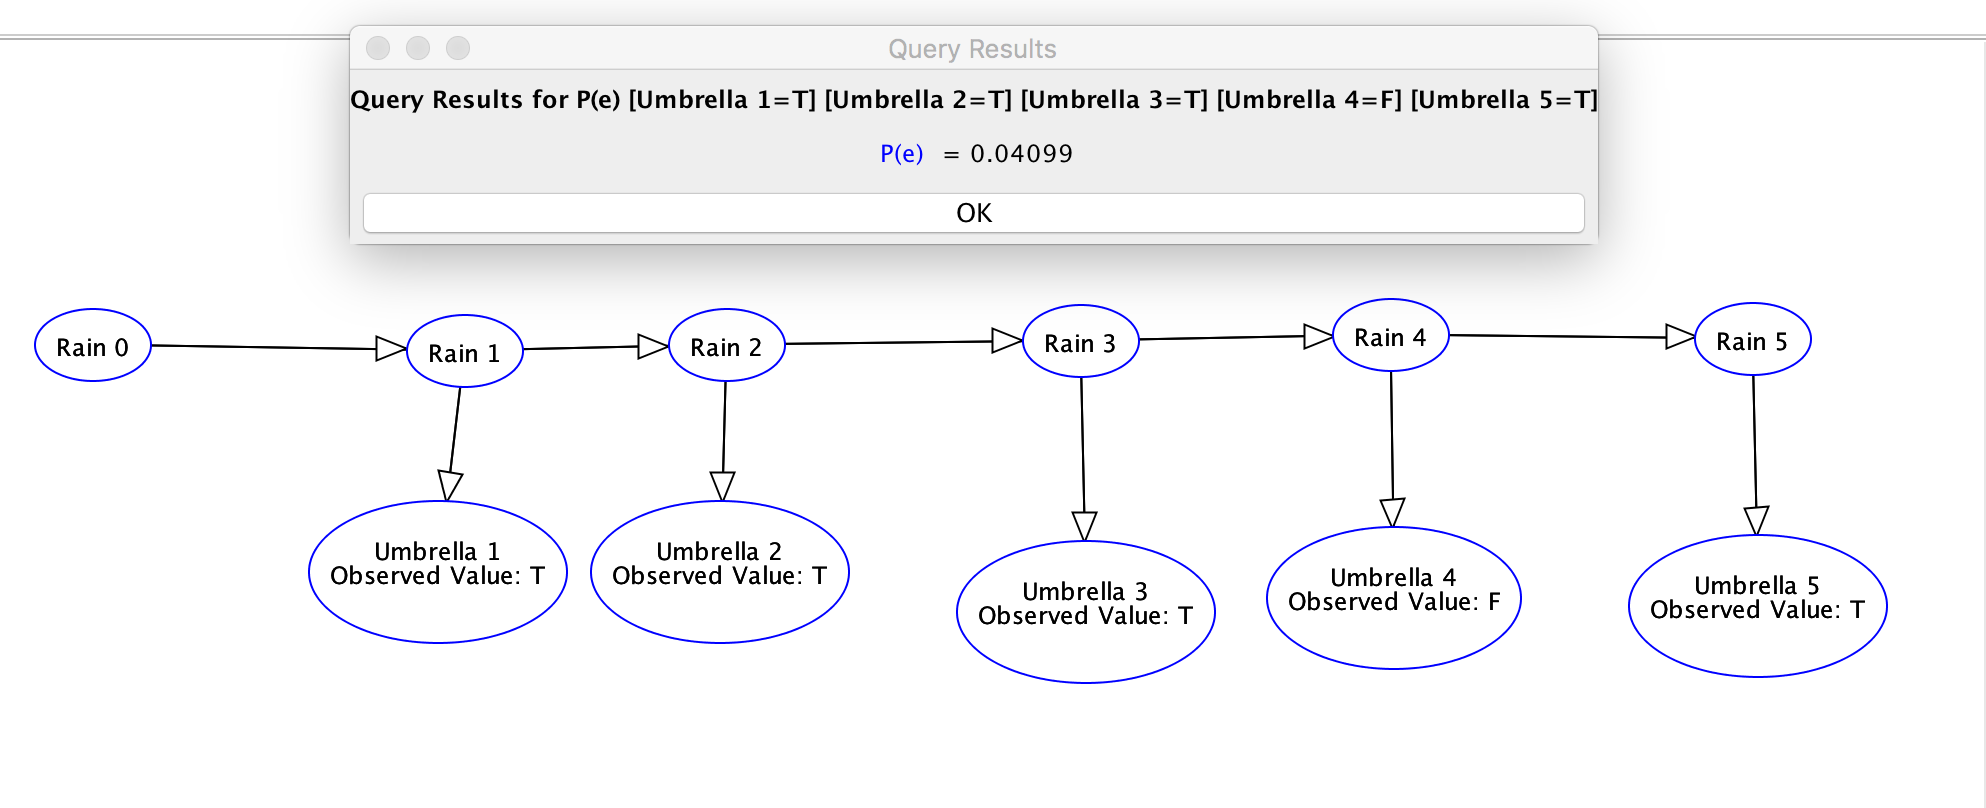 Query Results
Query Results for P(e) [Umbrella 1=T] [Umbrella 2=T] [Umbrella 3=T] [Umbrella 4=F] [Umbrella 5=T]
P(e) = 0.04099
OK
Rain 0
Rain 1
Rain 2
Rain 3
Rain 4
Rain 5
Umbrella 1
Observed Value: T
Umbrella 2
Observed Value: T
Umbrella 3
Observed Value: T
Umbrella 4
Observed Value: F
Umbrella 5
Observed Value: T